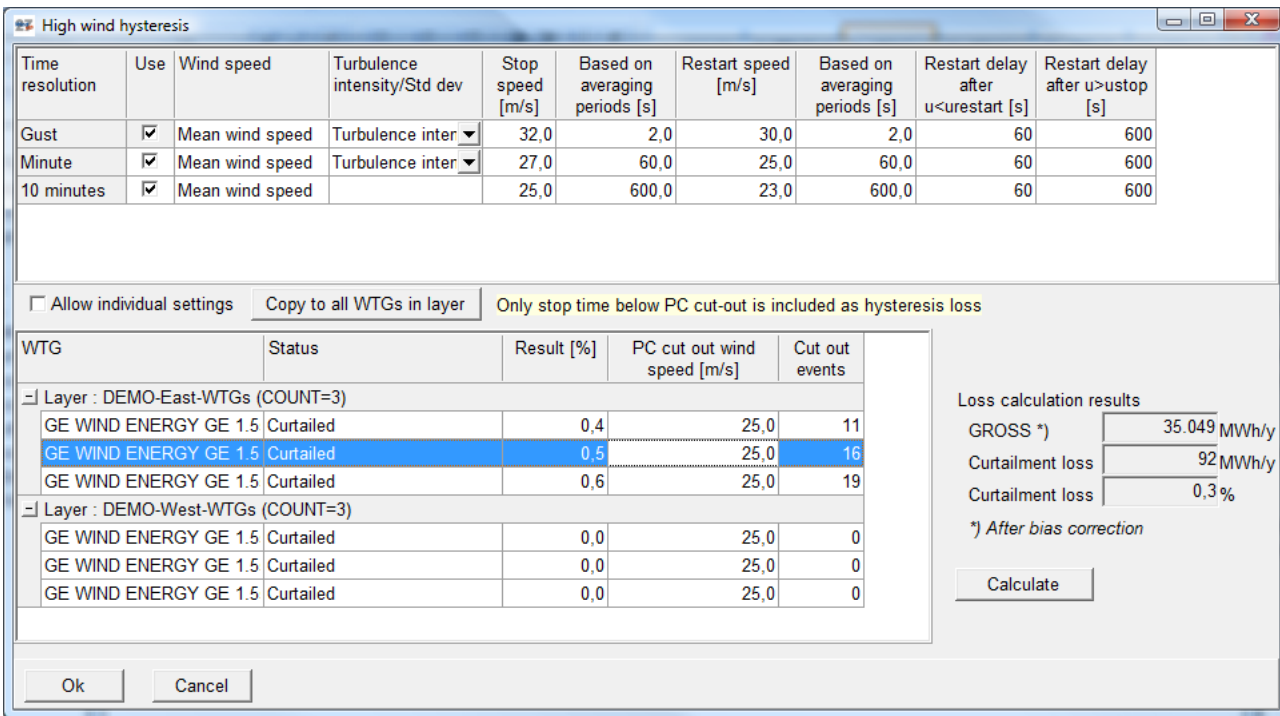 High wind hysteresis
Time resolution Use Wind speed Turbulence intensity/Std dev Stop speed [m/s] Based on averaging periods [s] Restart speed [m/s] Based on averaging periods [s] Restart delay after u<urestart [s] Restart delay after u>ustop [s]
Gust Mean wind speed Turbulence inter 32,0 2,0 30,0 2,0 60 600
Minute Mean wind speed Turbulence inter 27,0 60,0 25,0 60,0 60 600
10 minutes Mean wind speed 25,0 600,0 23,0 600,0 60 600
Allow individual settings Copy to all WTGs in layer Only stop time below PC cut-out is included as hysteresis loss
WTG Status Result [%] PC cut out wind speed [m/s] Cut out events
Layer : DEMO-East-WTGs (COUNT=3)
GE WIND ENERGY GE 1.5 Curtailed 0,4 25,0 11
GE WIND ENERGY GE 1.5 Curtailed 0,5 25,0 16
GE WIND ENERGY GE 1.5 Curtailed 0,6 25,0 19
Layer : DEMO-West-WTGs (COUNT=3)
GE WIND ENERGY GE 1.5 Curtailed 0,0 25,0 0
GE WIND ENERGY GE 1.5 Curtailed 0,0 25,0 0
GE WIND ENERGY GE 1.5 Curtailed 0,0 25,0 0
Loss calculation results
GROSS *) 35.049 MWh/y
Curtailment loss 92 MWh/y
Curtailment loss 0,3 %
*) After bias correction
Calculate
Ok Cancel